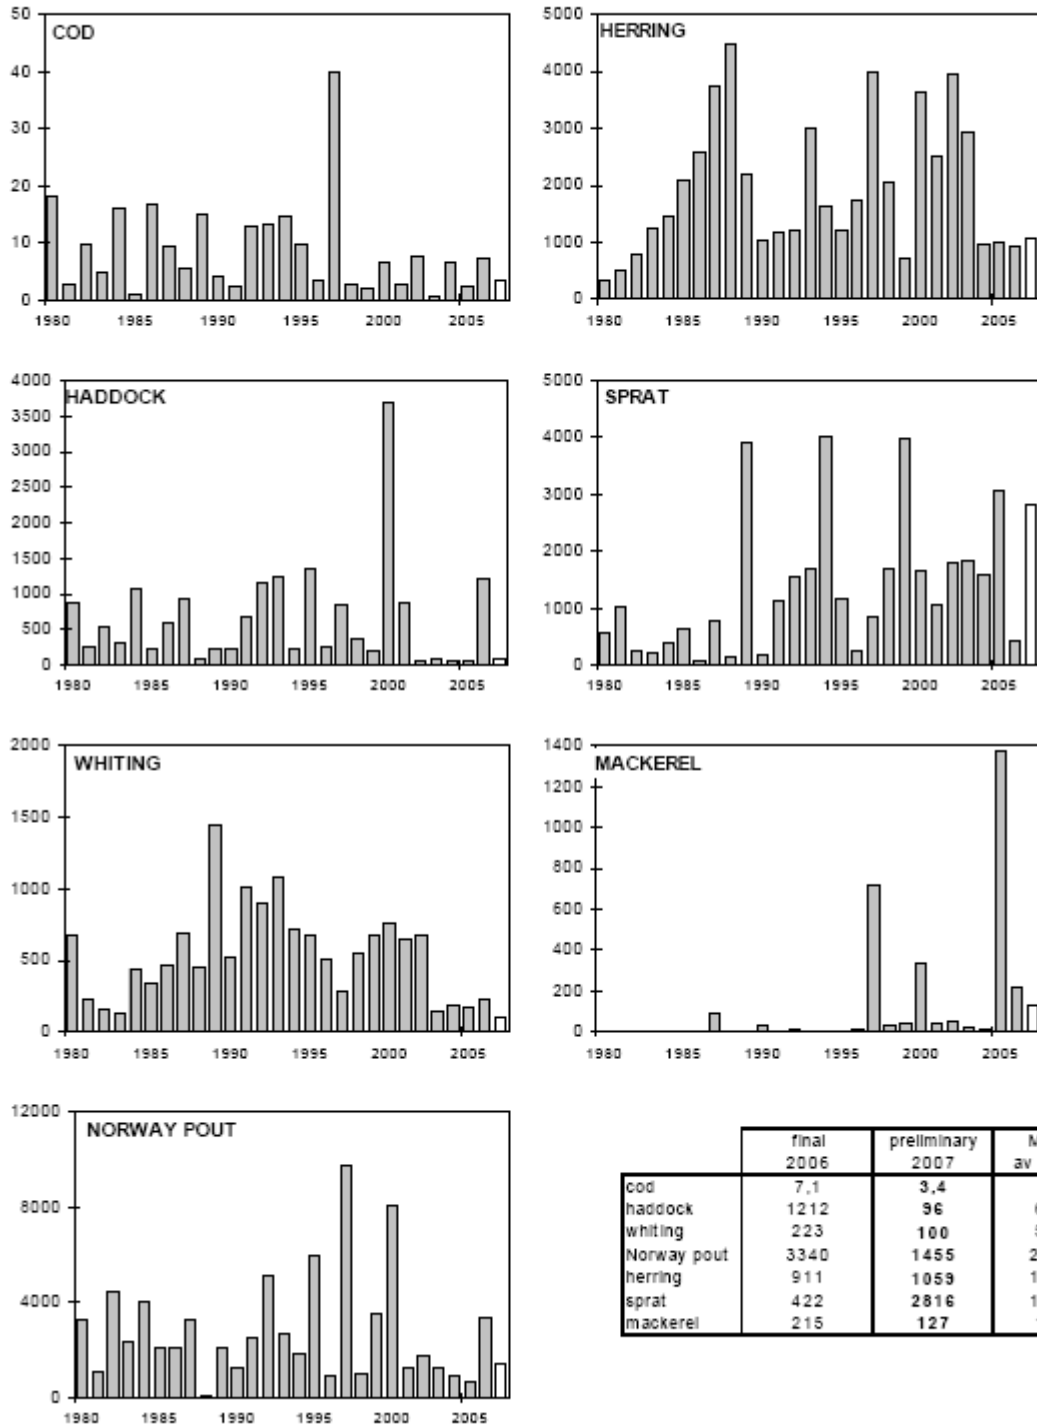 COD
50
40
30
20
10
0
1980 1985 1990 1995 2000 2005
HERRING
5000
4000
3000
2000
1000
0
1980 1985 1990 1995 2000 2005
HADDOCK
4000
3500
3000
2500
2000
1500
1000
500
0
1980 1985 1990 1995 2000 2005
SPRAT
5000
4000
3000
2000
1000
0
1980 1985 1990 1995 2000 2005
WHITING
2000
1500
1000
500
0
1980 1985 1990 1995 2000 2005
MACKEREL
1400
1200
1000
800
600
400
200
0
1980 1985 1990 1995 2000 2005
NORWAY POUT
12000
8000
4000
0
1980 1985 1990 1995 2000 2005
final preliminary
2006 2007 av
cod 7,1 3,4
haddock 1212 96
whiting 223 100
Norway pout 3340 1455
herring 911 1059
sprat 422 2816
mackerel 215 127